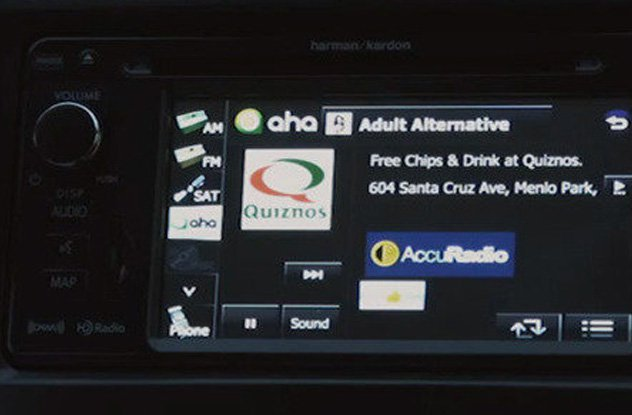 harman/kardon
VOLUME
PUSH
DISP
AUDIO
MAP
HD Radio
AM
FM
SAT
aha
Phone
aha Adult Alternative
Free Chips & Drink at Quiznos.
604 Santa Cruz Ave, Menlo Park,
QUIZNOS
AccuRadio
Sound